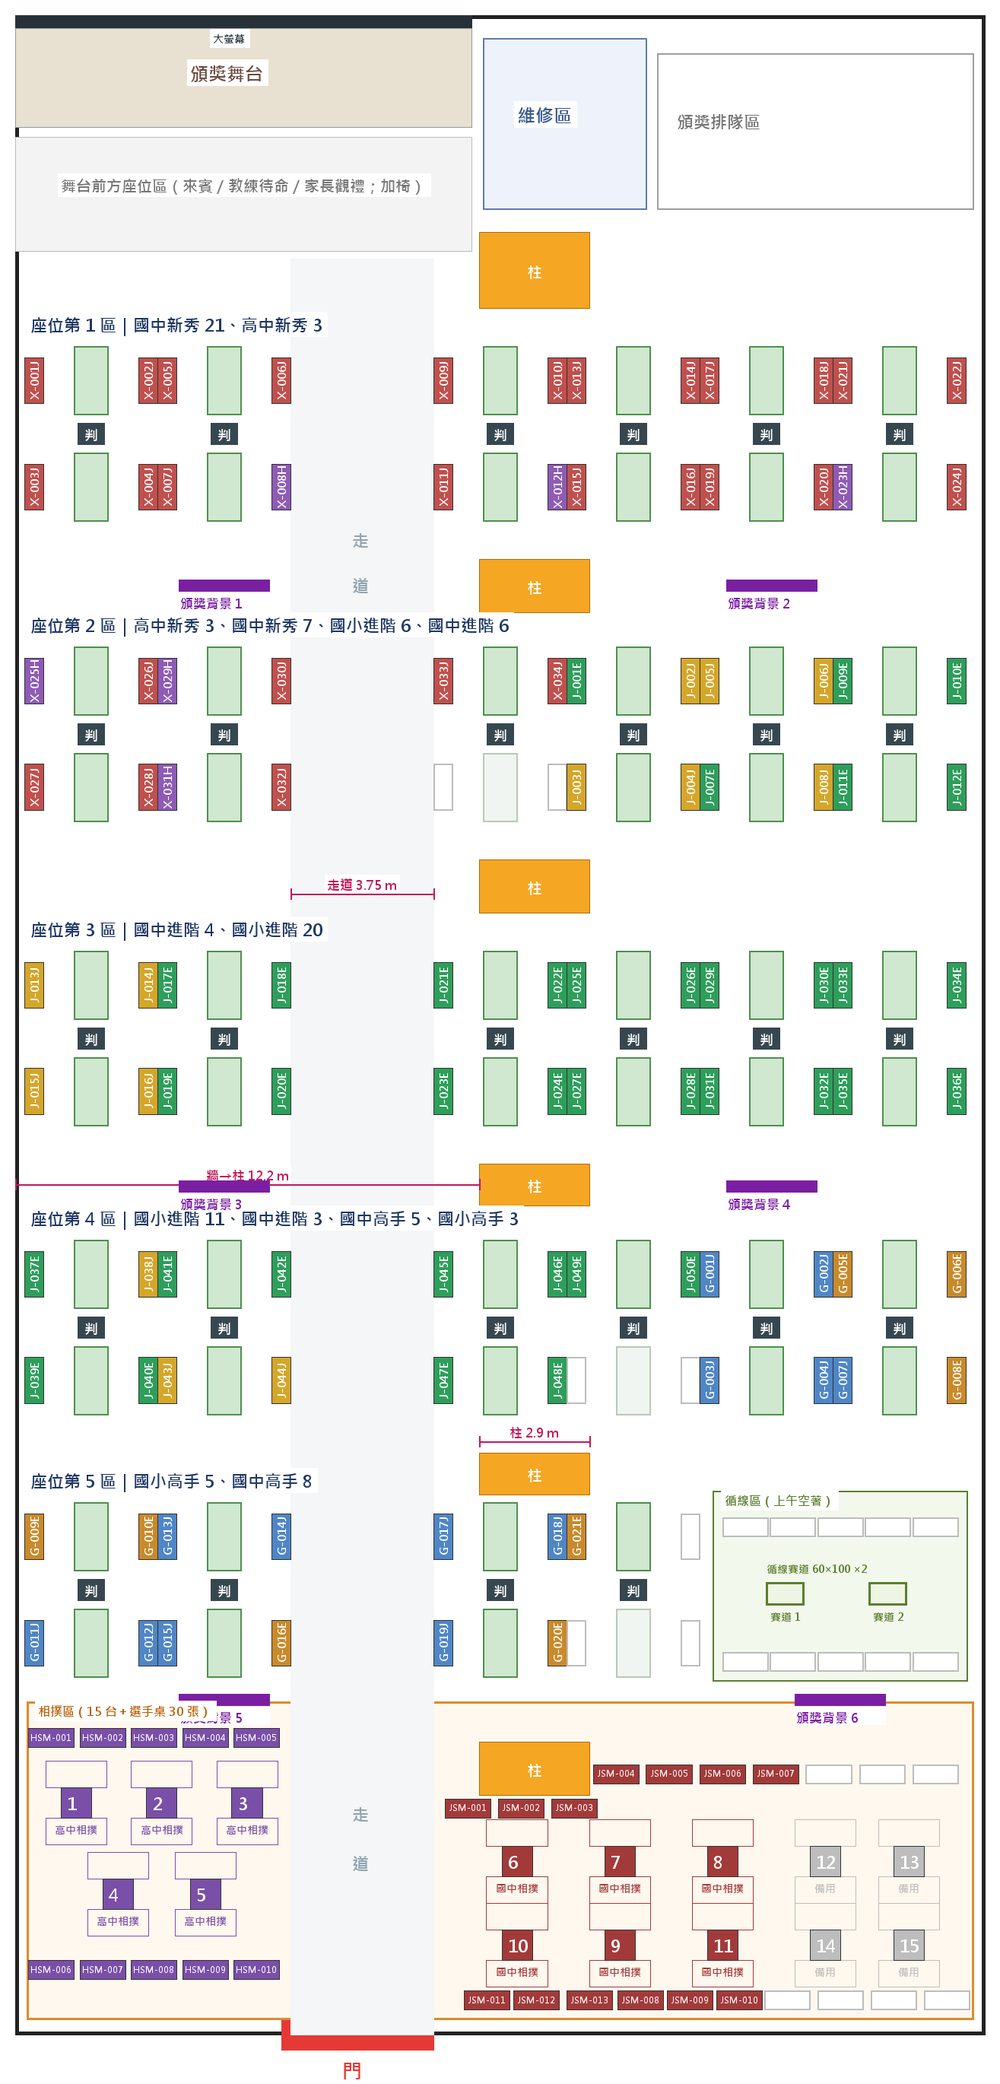 大螢幕
頒獎舞台
維修區
頒獎排隊區
舞台前方座位區（來賓 / 教練待命 / 家長觀禮；加椅）
柱
座位第 1 區 | 國中新秀 21、高中新秀 3
X-001J X-002J X-005J X-006J X-009J X-010J X-013J X-014J X-017J X-018J X-021J X-022J
判 判 判 判 判 判
X-003J X-004J X-007J X-008H X-011J X-012H X-015J X-016J X-019J X-020J X-023H X-024J
走
道
柱
頒獎背景 1
頒獎背景 2
座位第 2 區 | 高中新秀 3、國中新秀 7、國小進階 6、國中進階 6
X-025H X-026J X-029H X-030J X-033J X-034J J-001E J-002J J-005J J-006J J-009E J-010E
判 判 判 判 判 判
X-027J X-028J X-031H X-032J J-003J J-004J J-007E J-008J J-011E J-012E
走道 3.75 m
柱
座位第 3 區 | 國中進階 4、國小進階 20
J-013J J-014J J-017E J-018E J-021E J-022E J-025E J-026E J-029E J-030E J-033E J-034E
判 判 判 判 判 判
J-015J J-016J J-019E J-020E J-023E J-024E J-027E J-028E J-031E J-032E J-035E J-036E
牆→柱 12.2 m
柱
頒獎背景 3
頒獎背景 4
座位第 4 區 | 國小進階 11、國中進階 3、國中高手 5、國小高手 3
J-037E J-038J J-041E J-042E J-045E J-046E J-049E J-050E G-001J G-002J G-005E G-006E
判 判 判 判 判 判
J-039E J-040E J-043J J-044J J-047E J-048E G-003J G-004J G-007J G-008E
柱 2.9 m
柱
座位第 5 區 | 國小高手 5、國中高手 8
循線區（上午空著）
G-009E G-010E G-013J G-014J G-017J G-018J G-021E
判 判 判 判
循線賽道 60×100 ×2
賽道 1
賽道 2
G-011J G-012J G-015J G-016E G-019J G-020E
相撲區（15 台＋選手桌 30 張）
頒獎背景 5
頒獎背景 6
HSM-001 HSM-002 HSM-003 HSM-004 HSM-005
柱
JSM-004 JSM-005 JSM-006 JSM-007
JSM-001 JSM-002 JSM-003
1 2 3
高中相撲 高中相撲 高中相撲
走
道
6 7 8 12 13
國中相撲 國中相撲 國中相撲 備用 備用
4 5
高中相撲 高中相撲
10 9 11 14 15
國中相撲 國中相撲 國中相撲 備用 備用
HSM-006 HSM-007 HSM-008 HSM-009 HSM-010
JSM-011 JSM-012 JSM-013 JSM-008 JSM-009 JSM-010
門